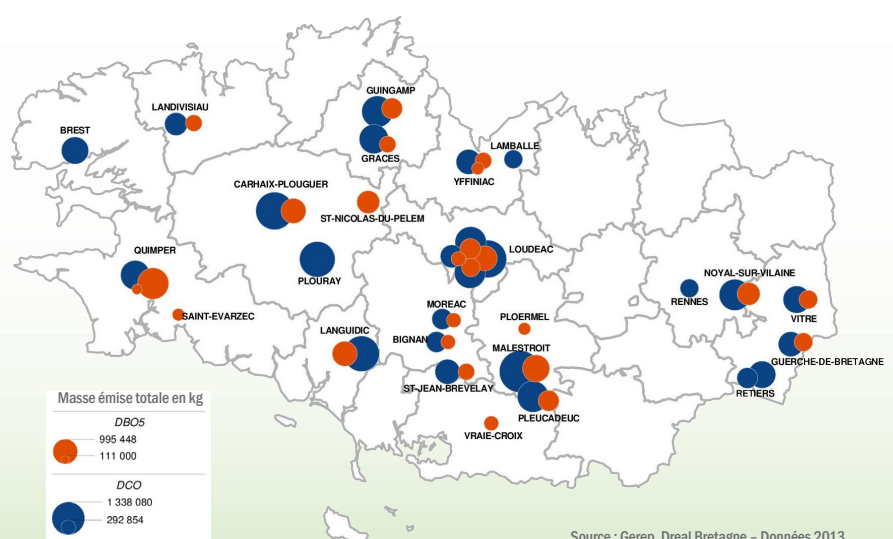 GUINGAMP
LANDIVISIAU
BREST
LAMBALLE
GRACES
YFFINIAC
CARHAIX-PLOUGUER
ST-NICOLAS-DU-PELEM
QUIMPER
LOUDEAC
NOYAL-SUR-VILAINE
PLOURAY
RENNES
MOREAC
SAINT-EVARZEC
PLOERMEL
VITRE
LANGUIDIC
BIGNAN
MALESTROIT
GUERCHE-DE-BRETAGNE
ST-JEAN-BREVELAY
RETIERS
PLEUCADEUC
VRAIE-CROIX
Masse émise totale en kg
DBO5
995 448
111 000
DCO
1 338 080
292 854
Source : Gerep, Dreal Bretagne – Données 2013